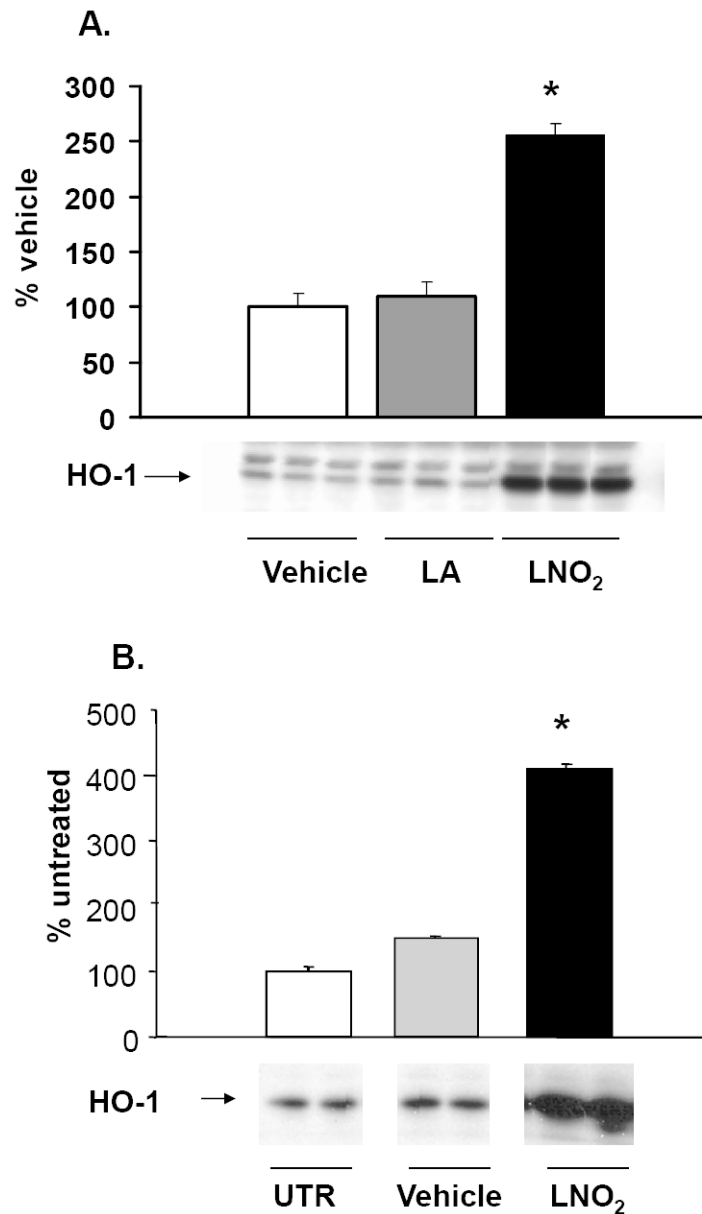 A.
300
*
250
200
% vehicle
150
100
50
0
HO-1
Vehicle LA LNO₂
B.
500
*
400
% untreated
300
200
100
0
HO-1
UTR Vehicle LNO₂